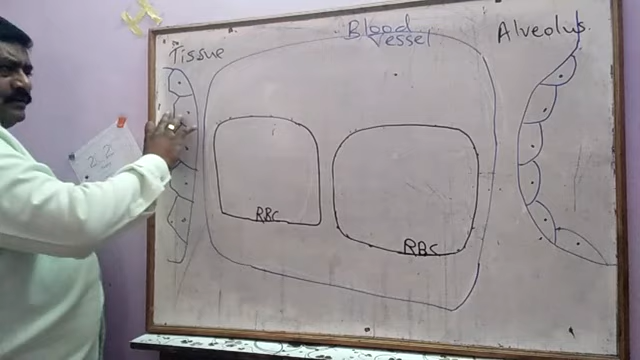 Tissue
Blood
Vessel
Alveolus
RBC
RBC